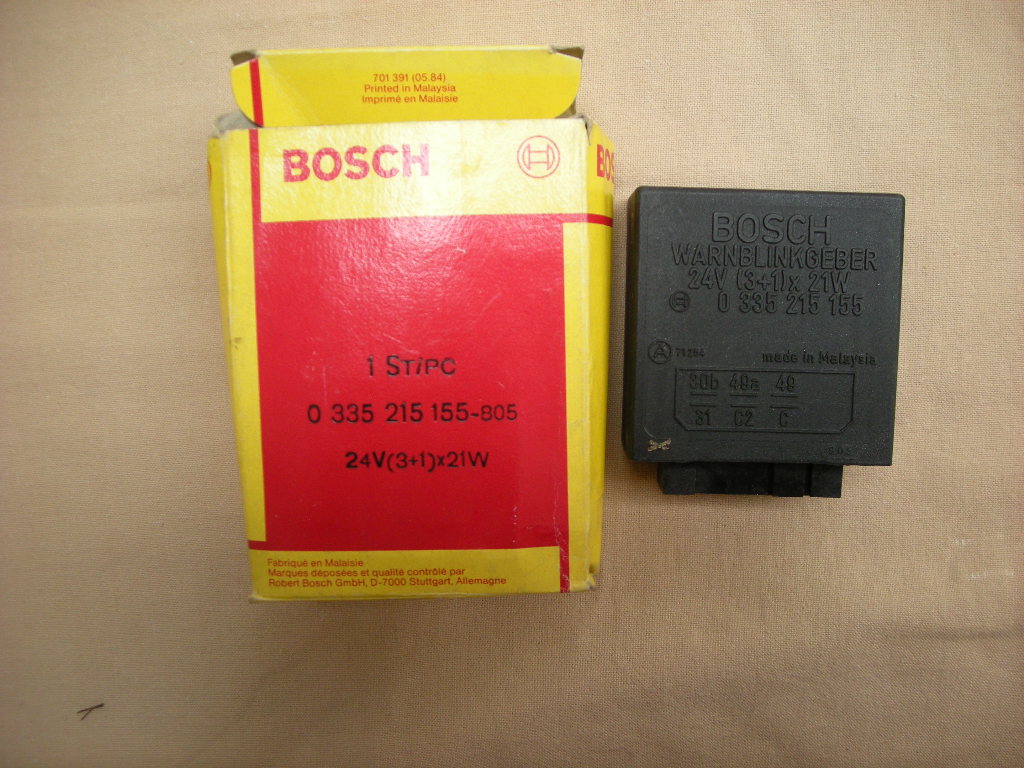 701 391 (05.84)
Printed in Malaysia
Imprimé en Malaisie
BOSCH
BOS
1 ST/PC
0 335 215 155-805
24V(3+1)x21W
Fabriqué en Malaisie
Marques déposées et qualité contrôlé par
Robert Bosch GmbH, D-7000 Stuttgart, Allemagne
BOSCH
WARNBLINKGEBER
24V (3+1)x 21W
0 335 215 155
A 71284
made in Malaysia
30b 49a 49
31 C2 C